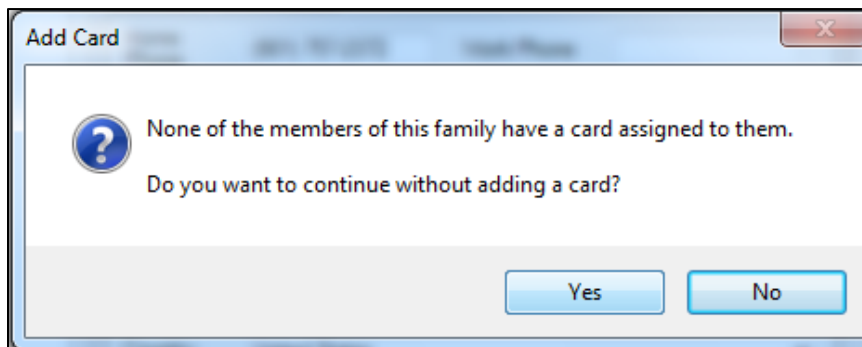 Add Card
None of the members of this family have a card assigned to them.
Do you want to continue without adding a card?
Yes
No